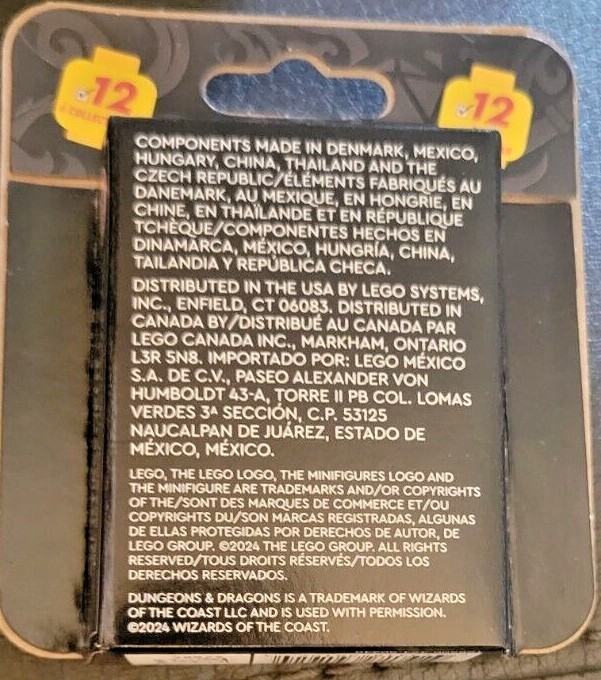 12
12
COMPONENTS MADE IN DENMARK, MEXICO,
HUNGARY, CHINA, THAILAND AND THE
CZECH REPUBLIC/ÉLÉMENTS FABRIQUÉS AU
DANEMARK, AU MEXIQUE, EN HONGRIE, EN
CHINE, EN THAÏLANDE ET EN RÉPUBLIQUE
TCHÈQUE/COMPONENTES HECHOS EN
DINAMARCA, MÉXICO, HUNGRÍA, CHINA,
TAILANDIA Y REPÚBLICA CHECA.
DISTRIBUTED IN THE USA BY LEGO SYSTEMS,
INC., ENFIELD, CT 06083. DISTRIBUTED IN
CANADA BY/DISTRIBUÉ AU CANADA PAR
LEGO CANADA INC., MARKHAM, ONTARIO
L3R 5N8. IMPORTADO POR: LEGO MÉXICO
S.A. DE C.V., PASEO ALEXANDER VON
HUMBOLDT 43-A, TORRE II PB COL. LOMAS
VERDES 3ᴬ SECCIÓN, C.P. 53125
NAUCALPAN DE JUÁREZ, ESTADO DE
MÉXICO, MÉXICO.
LEGO, THE LEGO LOGO, THE MINIFIGURES LOGO AND
THE MINIFIGURE ARE TRADEMARKS AND/OR COPYRIGHTS
OF THE/SONT DES MARQUES DE COMMERCE ET/OU
COPYRIGHTS DU/SON MARCAS REGISTRADAS, ALGUNAS
DE ELLAS PROTEGIDAS POR DERECHOS DE AUTOR, DE
LEGO GROUP. ©2024 THE LEGO GROUP. ALL RIGHTS
RESERVED/TOUS DROITS RÉSERVÉS/TODOS LOS
DERECHOS RESERVADOS.
DUNGEONS & DRAGONS IS A TRADEMARK OF WIZARDS
OF THE COAST LLC AND IS USED WITH PERMISSION.
©2024 WIZARDS OF THE COAST.